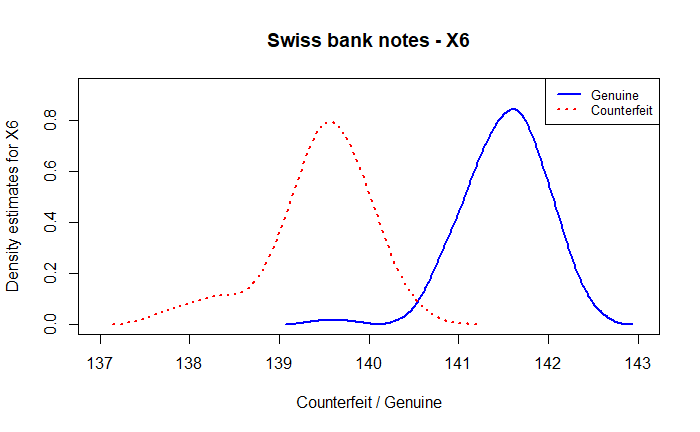 Swiss bank notes - X6
Genuine
Counterfeit
Density estimates for X6
0.8
0.6
0.4
0.2
0.0
137 138 139 140 141 142 143
Counterfeit / Genuine